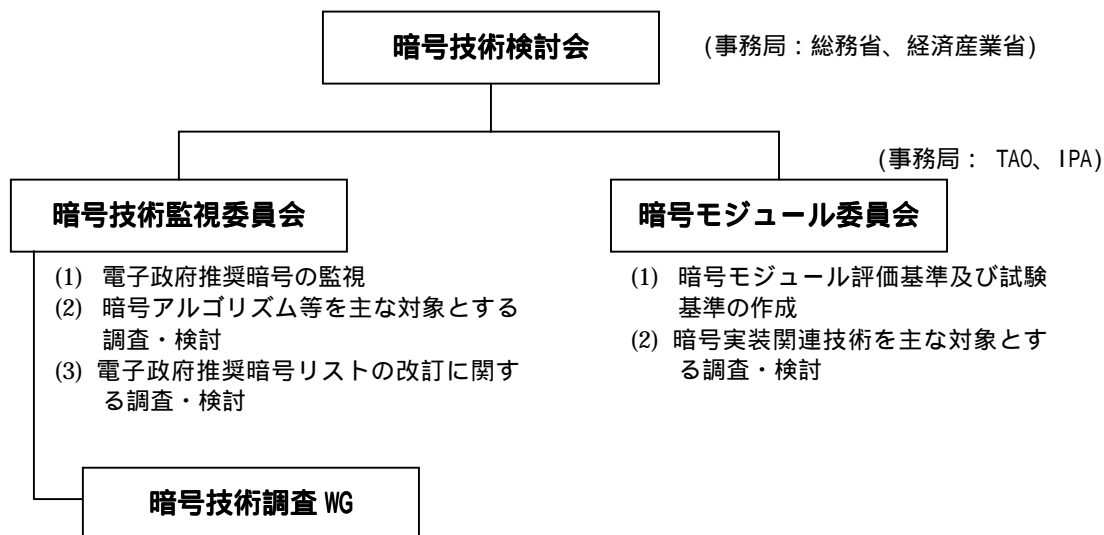 暗号技術検討会
(事務局：総務省、経済産業省)
(事務局： TAO、IPA)
暗号技術監視委員会
(1) 電子政府推奨暗号の監視
(2) 暗号アルゴリズム等を主な対象とする
調査・検討
(3) 電子政府推奨暗号リストの改訂に関す
る調査・検討
暗号モジュール委員会
(1) 暗号モジュール評価基準及び試験
基準の作成
(2) 暗号実装関連技術を主な対象とす
る調査・検討
暗号技術調査 WG